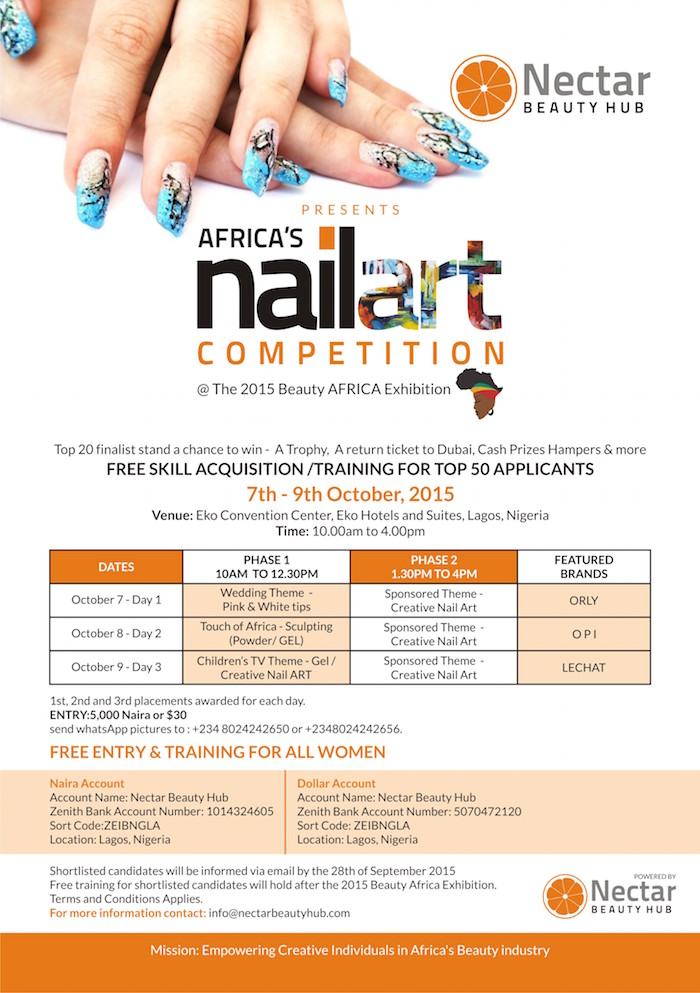 Nectar
BEAUTY HUB
PRESENTS
AFRICA'S
nailart
COMPETITION
@ The 2015 Beauty AFRICA Exhibition
Top 20 finalist stand a chance to win - A Trophy, A return ticket to Dubai, Cash Prizes Hampers & more
FREE SKILL ACQUISITION /TRAINING FOR TOP 50 APPLICANTS
7th - 9th October, 2015
Venue: Eko Convention Center, Eko Hotels and Suites, Lagos, Nigeria
Time: 10.00am to 4.00pm
DATES
PHASE 1
10AM TO 12.30PM
PHASE 2
1.30PM TO 4PM
FEATURED
BRANDS
October 7 - Day 1
Wedding Theme -
Pink & White tips
Sponsored Theme -
Creative Nail Art
ORLY
October 8 - Day 2
Touch of Africa - Sculpting
(Powder/ GEL)
Sponsored Theme -
Creative Nail Art
O P I
October 9 - Day 3
Children's TV Theme - Gel /
Creative Nail ART
Sponsored Theme -
Creative Nail Art
LECHAT
1st, 2nd and 3rd placements awarded for each day.
ENTRY:5,000 Naira or $30
send whatsApp pictures to : +234 8024242650 or +2348024242656.
FREE ENTRY & TRAINING FOR ALL WOMEN
Naira Account
Account Name: Nectar Beauty Hub
Zenith Bank Account Number: 1014324605
Sort Code:ZEIBNGLA
Location: Lagos, Nigeria
Dollar Account
Account Name: Nectar Beauty Hub
Zenith Bank Account Number: 5070472120
Sort Code: ZEIBNGLA
Location: Lagos, Nigeria
Shortlisted candidates will be informed via email by the 28th of September 2015
Free training for shortlisted candidates will hold after the 2015 Beauty Africa Exhibition.
Terms and Conditions Applies.
For more information contact: info@nectarbeautyhub.com
POWERED BY
Nectar
BEAUTY HUB
Mission: Empowering Creative Individuals in Africa's Beauty industry